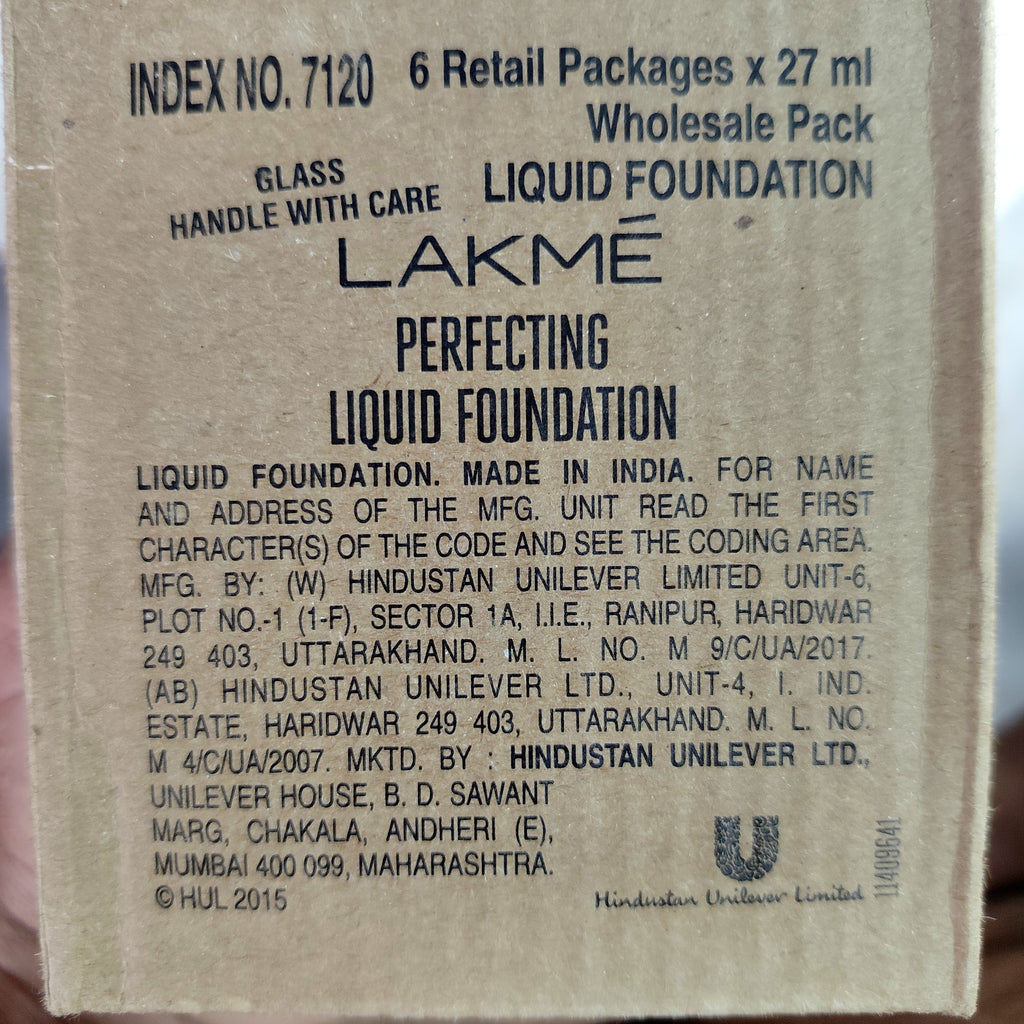 INDEX NO. 7120 6 Retail Packages x 27 ml
Wholesale Pack
GLASS
HANDLE WITH CARE
LIQUID FOUNDATION
LAKMÉ
PERFECTING
LIQUID FOUNDATION
LIQUID FOUNDATION. MADE IN INDIA. FOR NAME
AND ADDRESS OF THE MFG. UNIT READ THE FIRST
CHARACTER(S) OF THE CODE AND SEE THE CODING AREA.
MFG. BY: (W) HINDUSTAN UNILEVER LIMITED UNIT-6,
PLOT NO.-1 (1-F), SECTOR 1A, I.I.E., RANIPUR, HARIDWAR
249 403, UTTARAKHAND. M. L. NO. M 9/C/UA/2017.
(AB) HINDUSTAN UNILEVER LTD., UNIT-4, I. IND.
ESTATE, HARIDWAR 249 403, UTTARAKHAND. M. L. NO.
M 4/C/UA/2007. MKTD. BY : HINDUSTAN UNILEVER LTD.,
UNILEVER HOUSE, B. D. SAWANT
MARG, CHAKALA, ANDHERI (E),
MUMBAI 400 099, MAHARASHTRA.
© HUL 2015
Hindustan Unilever Limited
11409641